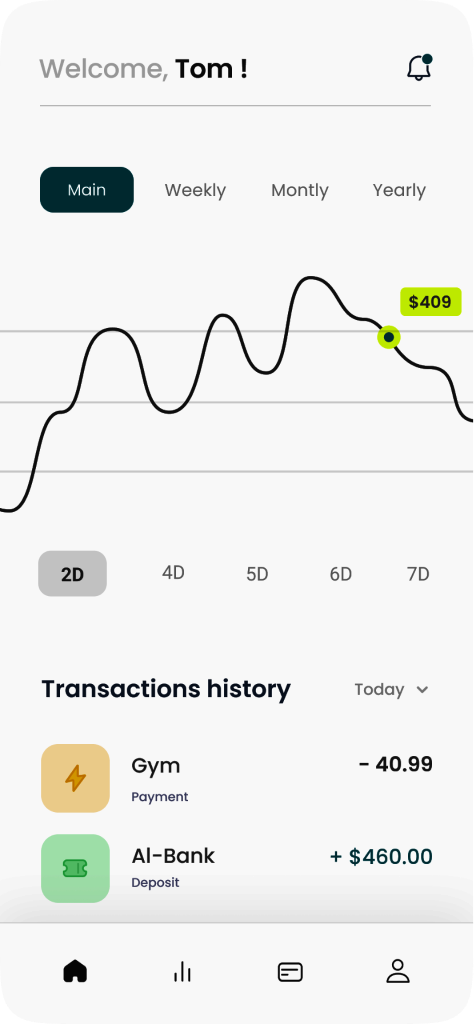 Welcome, Tom !
Main Weekly Montly Yearly
$409
2D 4D 5D 6D 7D
Transactions history Today
Gym - 40.99
Payment
Al-Bank + $460.00
Deposit